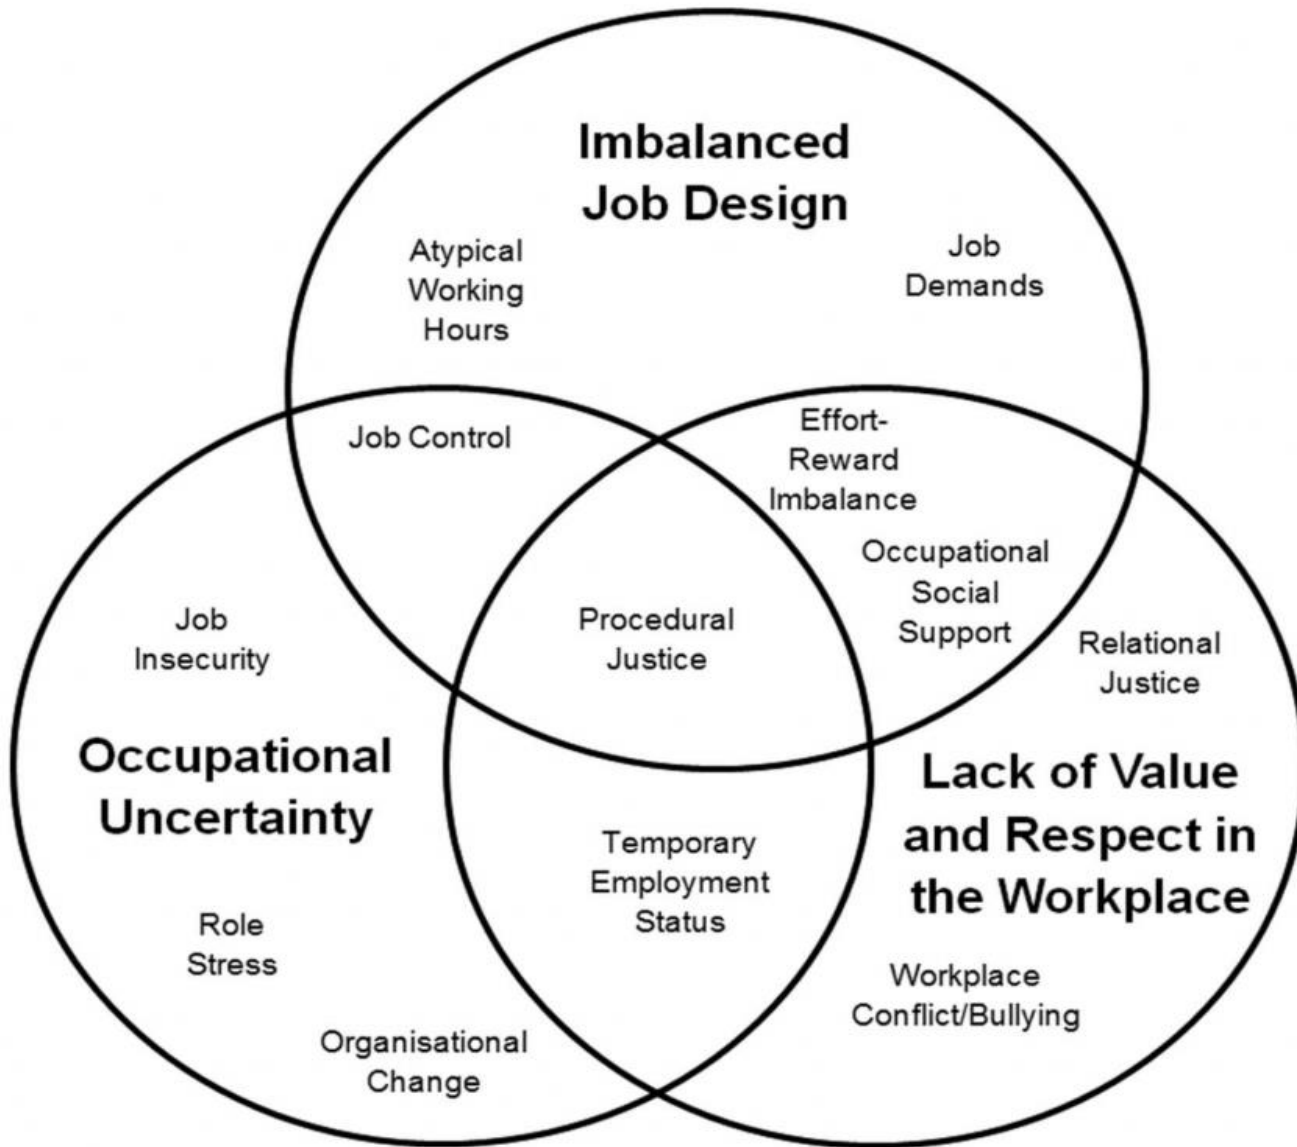 Imbalanced
Job Design
Atypical
Working
Hours
Job
Demands
Job Control
Effort-
Reward
Imbalance
Occupational
Social
Support
Procedural
Justice
Job
Insecurity
Relational
Justice
Occupational
Uncertainty
Lack of Value
and Respect in
the Workplace
Temporary
Employment
Status
Role
Stress
Workplace
Conflict/Bullying
Organisational
Change